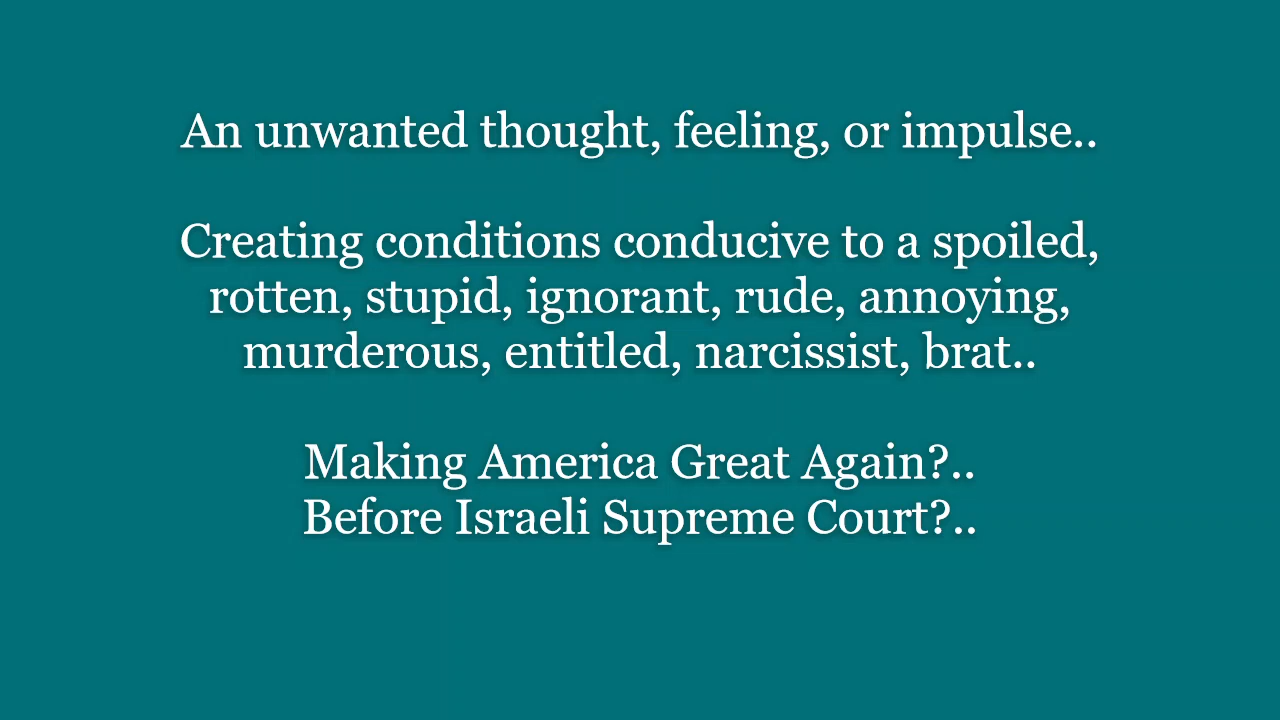 An unwanted thought, feeling, or impulse..
Creating conditions conducive to a spoiled,
rotten, stupid, ignorant, rude, annoying,
murderous, entitled, narcissist, brat..
Making America Great Again?..
Before Israeli Supreme Court?..